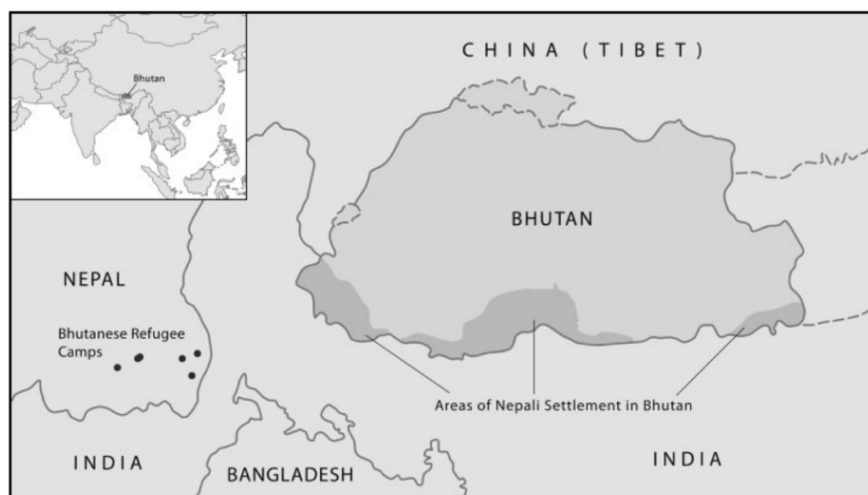 Bhutan
CHINA (TIBET)
BHUTAN
NEPAL
Bhutanese Refugee
Camps
Areas of Nepali Settlement in Bhutan
INDIA
BANGLADESH
INDIA